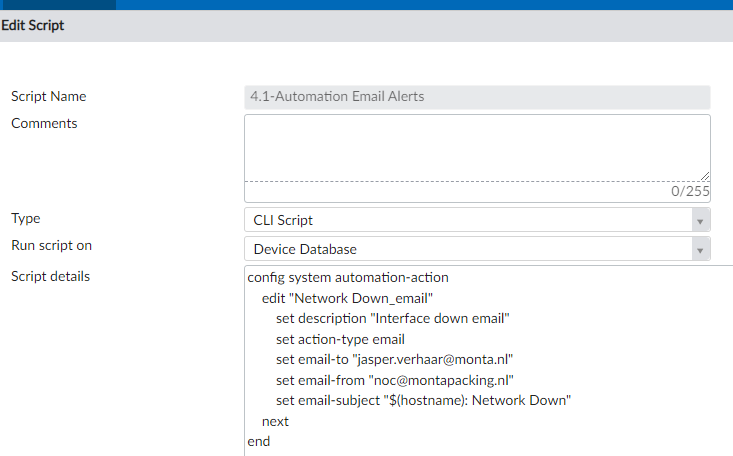 Edit Script
Script Name 4.1-Automation Email Alerts
Comments
0/255
Type CLI Script
Run script on Device Database
Script details config system automation-action
edit "Network Down_email"
set description "Interface down email"
set action-type email
set email-to "jasper.verhaar@monta.nl"
set email-from "noc@montapacking.nl"
set email-subject "$(hostname): Network Down"
next
end